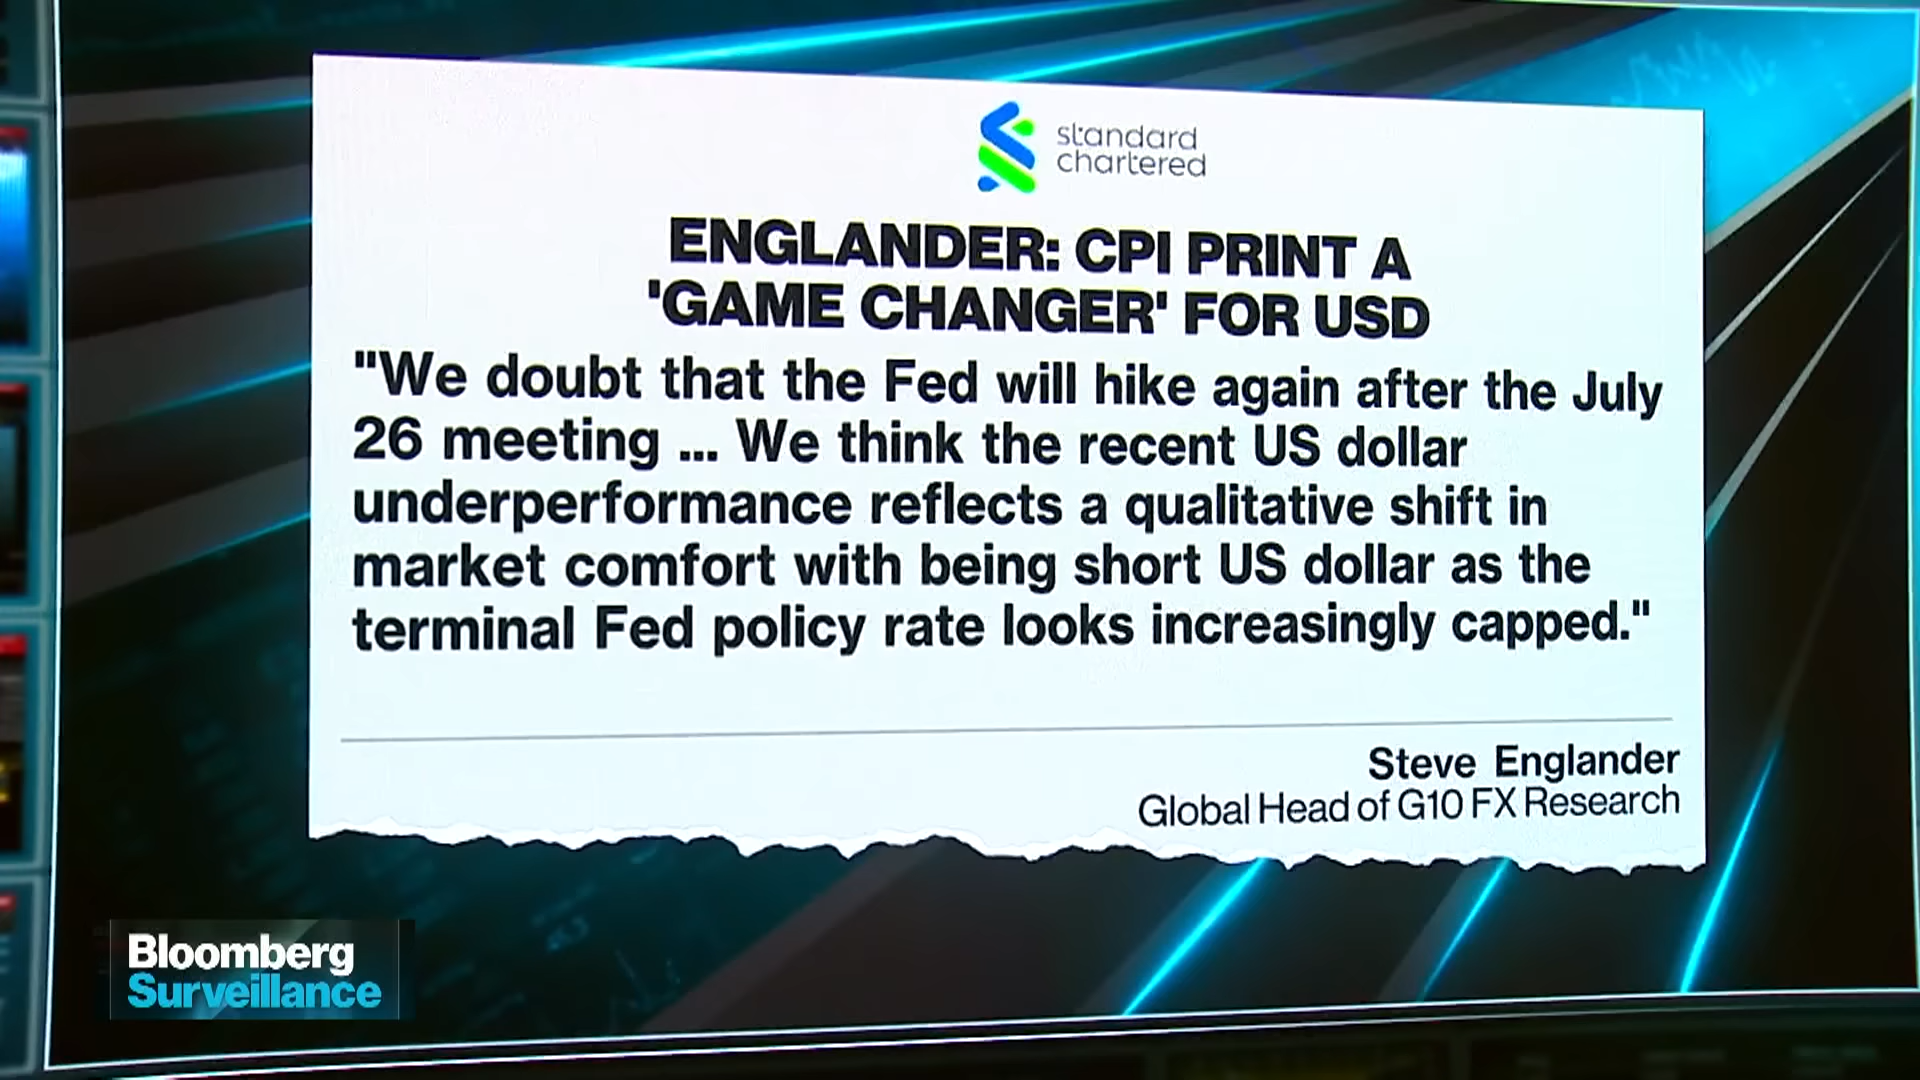 standard
chartered
ENGLANDER: CPI PRINT A
'GAME CHANGER' FOR USD
"We doubt that the Fed will hike again after the July
26 meeting ... We think the recent US dollar
underperformance reflects a qualitative shift in
market comfort with being short US dollar as the
terminal Fed policy rate looks increasingly capped."
Steve Englander
Global Head of G10 FX Research
Bloomberg
Surveillance